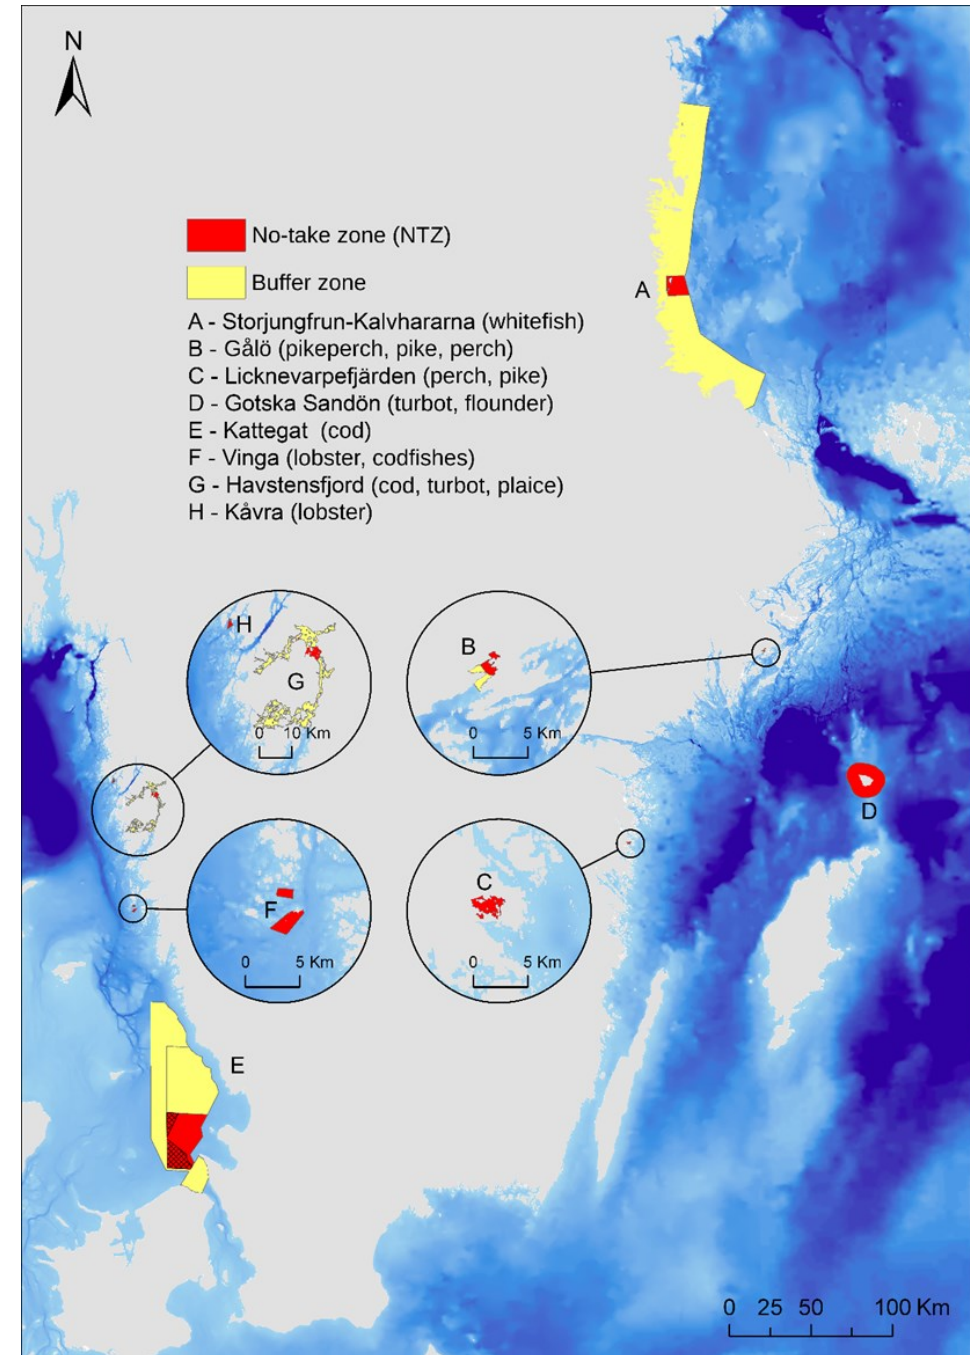 N
No-take zone (NTZ)
Buffer zone
A - Storjungfrun-Kalvhararna (whitefish)
B - Gålö (pikeperch, pike, perch)
C - Licknevarpefjärden (perch, pike)
D - Gotska Sandön (turbot, flounder)
E - Kattegat (cod)
F - Vinga (lobster, codfishes)
G - Havstensfjord (cod, turbot, plaice)
H - Kåvra (lobster)
A
H
G
0 10 Km
B
0 5 Km
D
F
0 5 Km
C
0 5 Km
E
0 25 50 100 Km